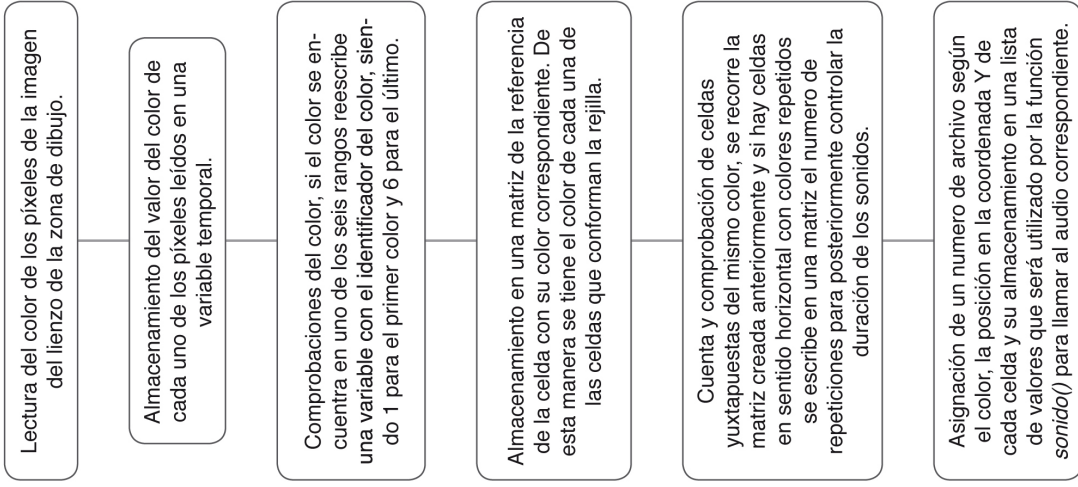 Lectura del color de los píxeles de la imagen
del lienzo de la zona de dibujo.
Almacenamiento del valor del color de
cada uno de los píxeles leídos en una
variable temporal.
Comprobaciones del color, si el color se en-
cuentra en uno de los seis rangos reescribe
una variable con el identificador del color, sien-
do 1 para el primer color y 6 para el último.
Almacenamiento en una matriz de la referencia
de la celda con su color correspondiente. De
esta manera se tiene el color de cada una de
las celdas que conforman la rejilla.
Cuenta y comprobación de celdas
yuxtapuestas del mismo color, se recorre la
matriz creada anteriormente y si hay celdas
en sentido horizontal con colores repetidos
se escribe en una matriz el numero de
repeticiones para posteriormente controlar la
duración de los sonidos.
Asignación de un numero de archivo según
el color, la posición en la coordenada Y de
cada celda y su almacenamiento en una lista
de valores que será utilizado por la función
sonido() para llamar al audio correspondiente.